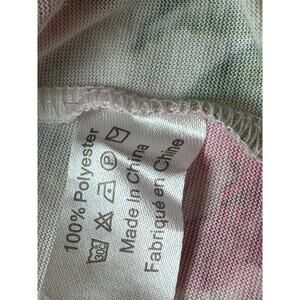 100% Polyester
Made In China
Fabriqué en Chine